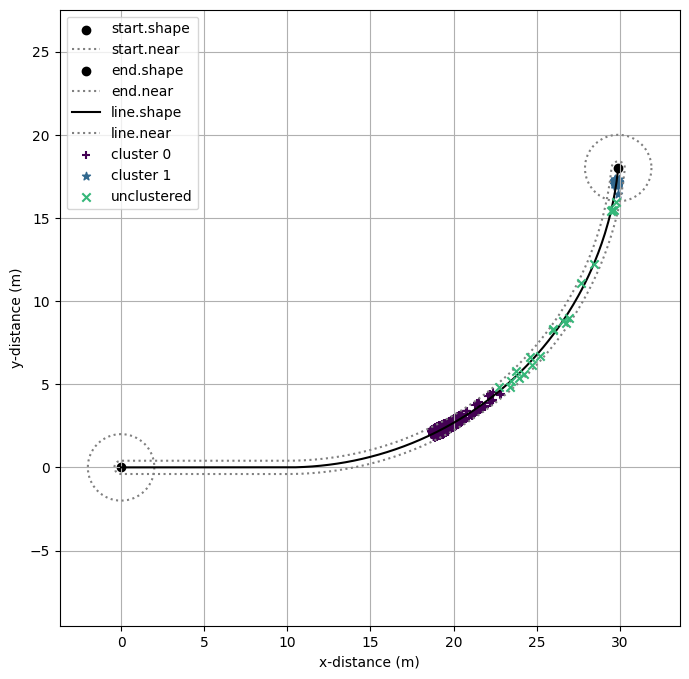 start.shape
start.near
end.shape
end.near
line.shape
line.near
cluster 0
cluster 1
unclustered
25
20
15
10
5
0
−5
y-distance (m)
0 5 10 15 20 25 30
x-distance (m)